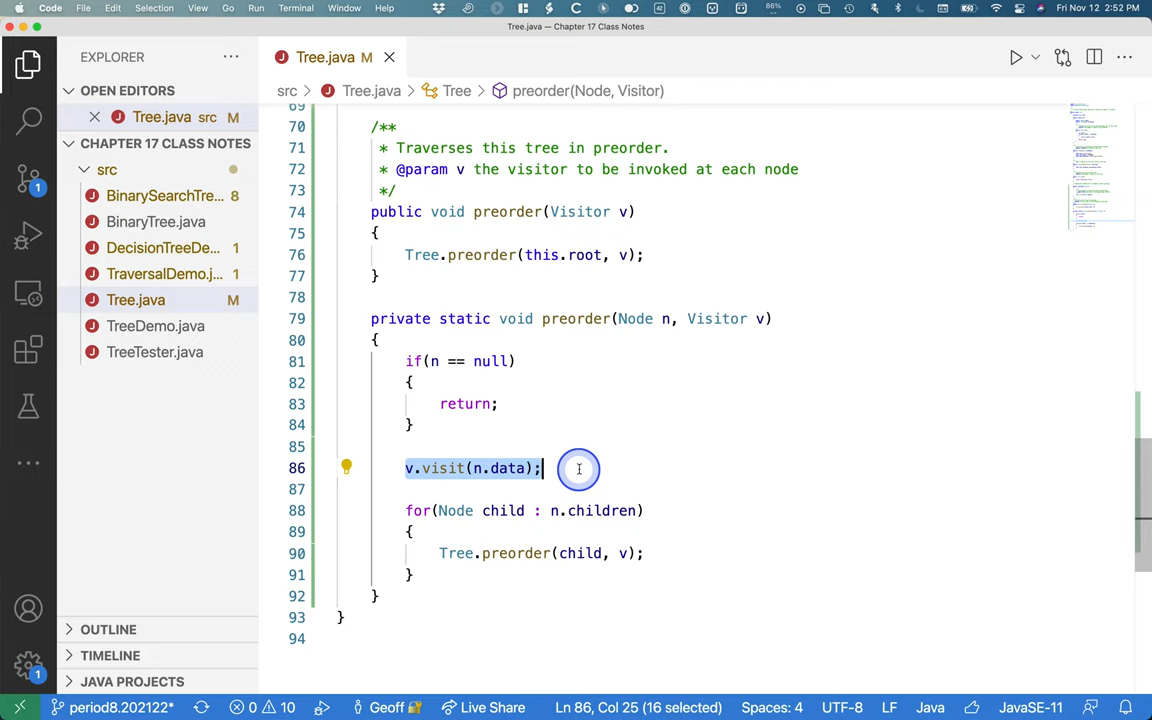 Code File Edit Selection View Go Run Terminal Window Help 86% Fri Nov 12 2:52 PM
Tree.java — Chapter 17 Class Notes
EXPLORER
Tree.java M
OPEN EDITORS
Tree.java src M
src > Tree.java > Tree > preorder(Node, Visitor)
CHAPTER 17 CLASS NOTES
src
BinarySearchTre... 8
BinaryTree.java
DecisionTreeDe... 1
TraversalDemo.j... 1
Tree.java M
TreeDemo.java
TreeTester.java
OUTLINE
TIMELINE
JAVA PROJECTS
69
70 /**
71 * Traverses this tree in preorder.
72 * @param v the visitor to be invoked at each node
73 */
74 public void preorder(Visitor v)
75 {
76 Tree.preorder(this.root, v);
77 }
78
79 private static void preorder(Node n, Visitor v)
80 {
81 if(n == null)
82 {
83 return;
84 }
85
86 v.visit(n.data);
87
88 for(Node child : n.children)
89 {
90 Tree.preorder(child, v);
91 }
92 }
93 }
94
1
1
period8.202122* 0 10 Geoff Live Share Ln 86, Col 25 (16 selected) Spaces: 4 UTF-8 LF Java JavaSE-11